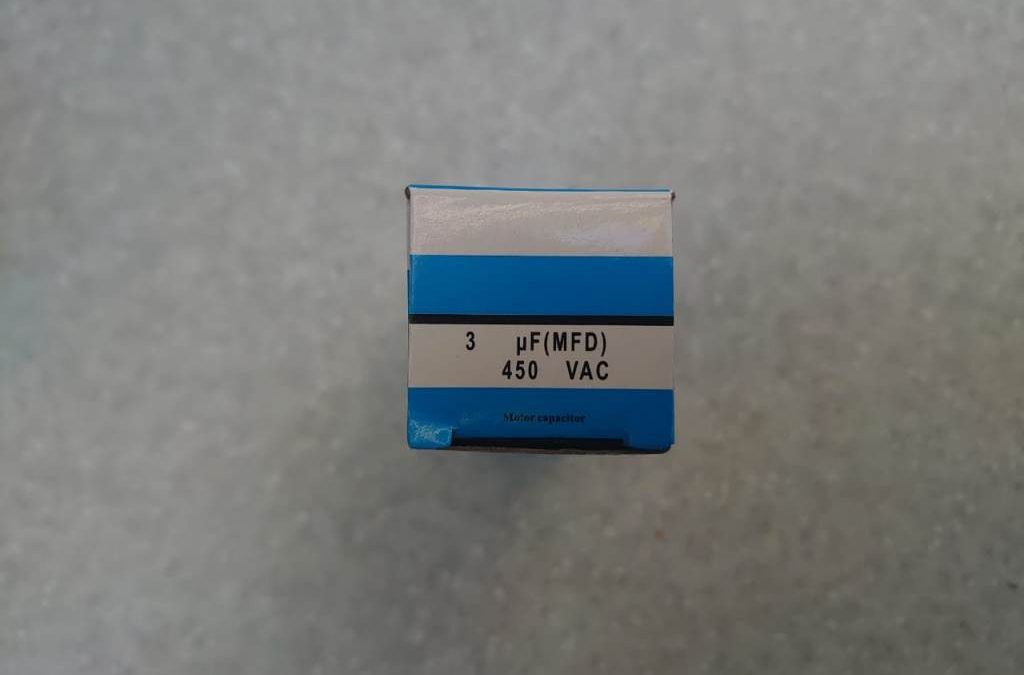 3 µF(MFD)
450 VAC
Motor capacitor